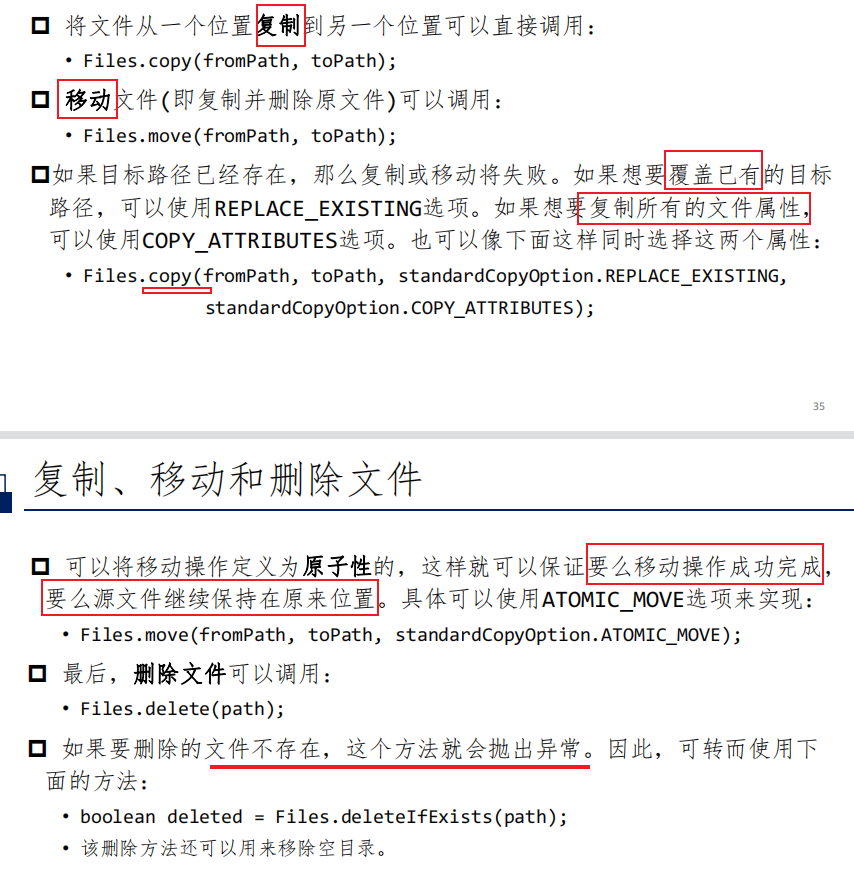 将文件从一个位置复制到另一个位置可以直接调用：
• Files.copy(fromPath, toPath);
移动文件(即复制并删除原文件)可以调用：
• Files.move(fromPath, toPath);
如果目标路径已经存在，那么复制或移动将失败。如果想要覆盖已有的目标
路径，可以使用REPLACE_EXISTING选项。如果想要复制所有的文件属性，
可以使用COPY_ATTRIBUTES选项。也可以像下面这样同时选择这两个属性：
• Files.copy(fromPath, toPath, standardCopyOption.REPLACE_EXISTING,
standardCopyOption.COPY_ATTRIBUTES);
35
复制、移动和删除文件
可以将移动操作定义为原子性的，这样就可以保证要么移动操作成功完成，
要么源文件继续保持在原来位置。具体可以使用ATOMIC_MOVE选项来实现：
• Files.move(fromPath, toPath, standardCopyOption.ATOMIC_MOVE);
最后，删除文件可以调用：
• Files.delete(path);
如果要删除的文件不存在，这个方法就会抛出异常。因此，可转而使用下
面的方法：
• boolean deleted = Files.deleteIfExists(path);
• 该删除方法还可以用来移除空目录。